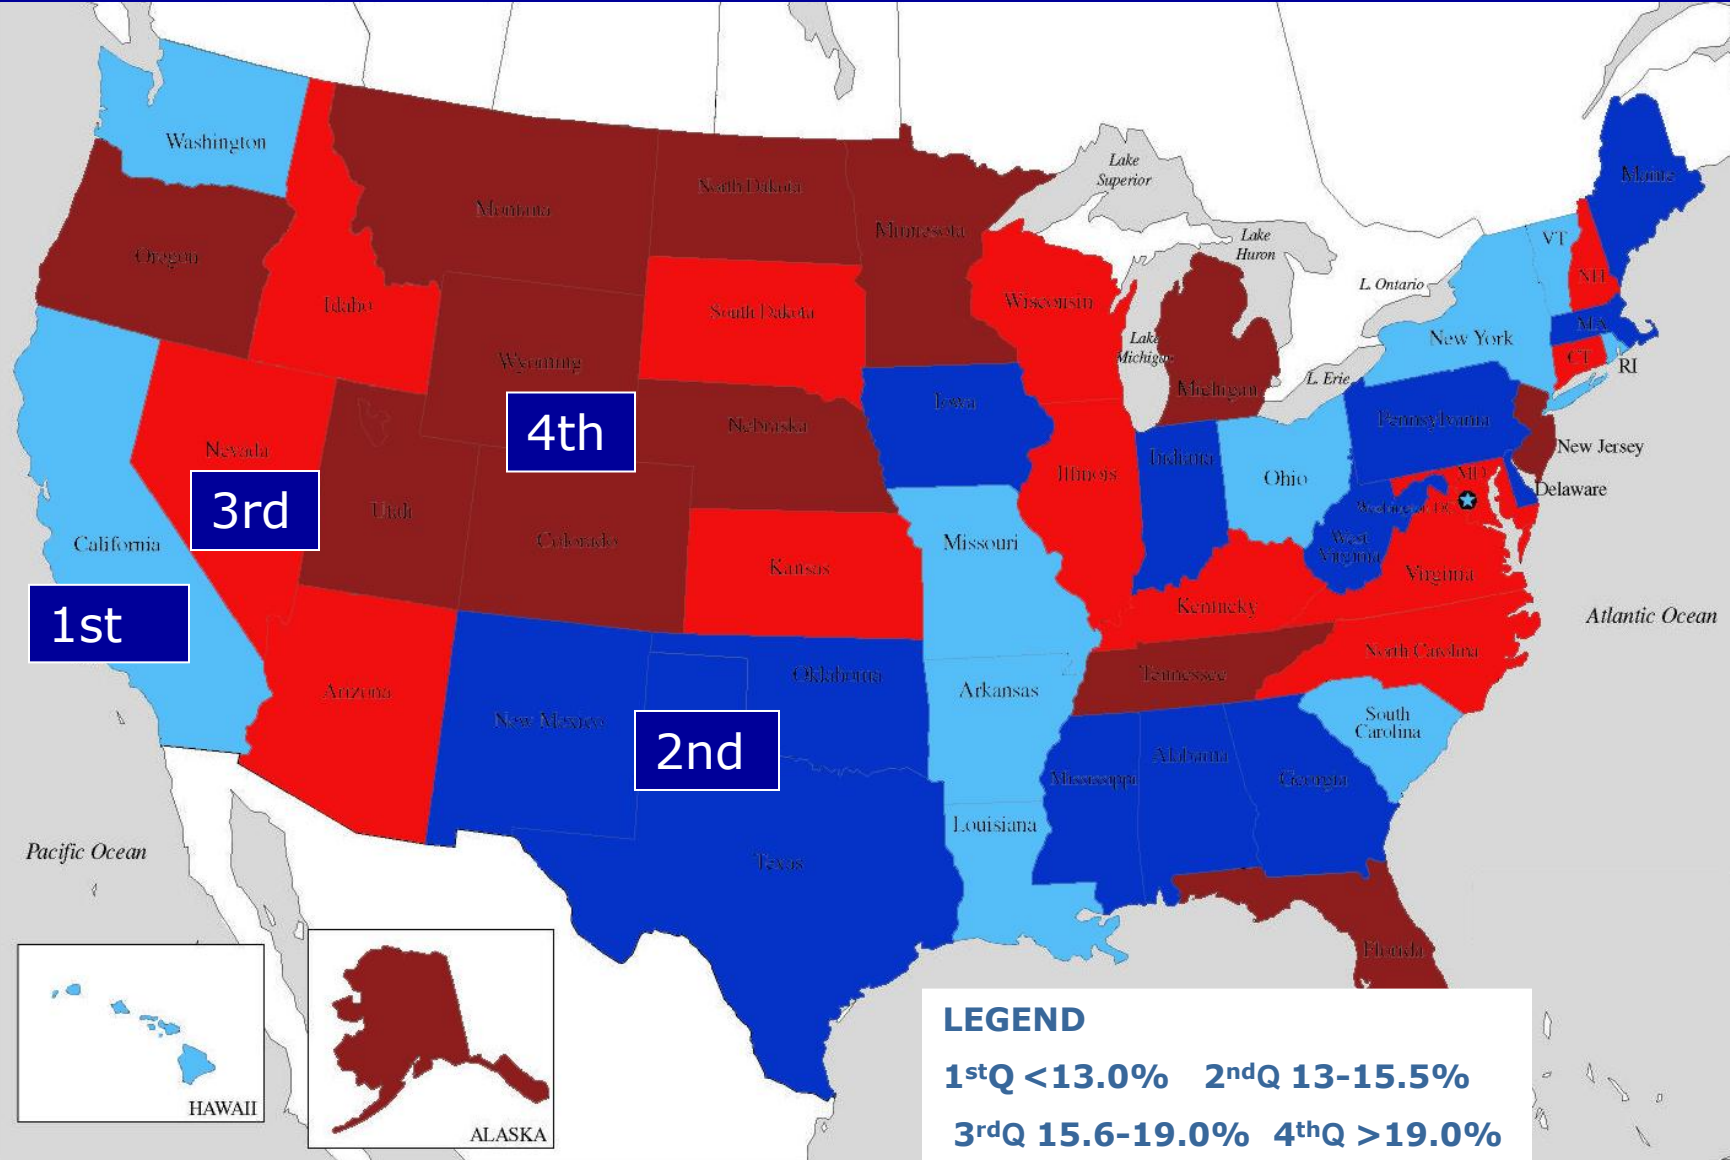 Washington
Lake
Superior
North Dakota
Montana
Maine
Minnesota
Lake
Huron
VT
Oregon
NH
L. Ontario
Idaho
Wisconsin
South Dakota
MA
Lake
Michigan
New York
Wyoming
CT
RI
L. Erie
Michigan
Iowa
Nebraska
Pennsylvania
4th
Nevada
New Jersey
Indiana
Illinois
Ohio
MD
Delaware
3rd
Utah
Washington DC
Colorado
California
Missouri
West
Virginia
Kansas
Virginia
Kentucky
1st
Atlantic Ocean
North Carolina
Oklahoma
Tennessee
Arizona
Arkansas
New Mexico
South
Carolina
2nd
Alabama
Mississippi
Georgia
Louisiana
Pacific Ocean
Texas
Florida
LEGEND
1stQ <13.0% 2ndQ 13-15.5%
3rdQ 15.6-19.0% 4thQ >19.0%
HAWAII
ALASKA